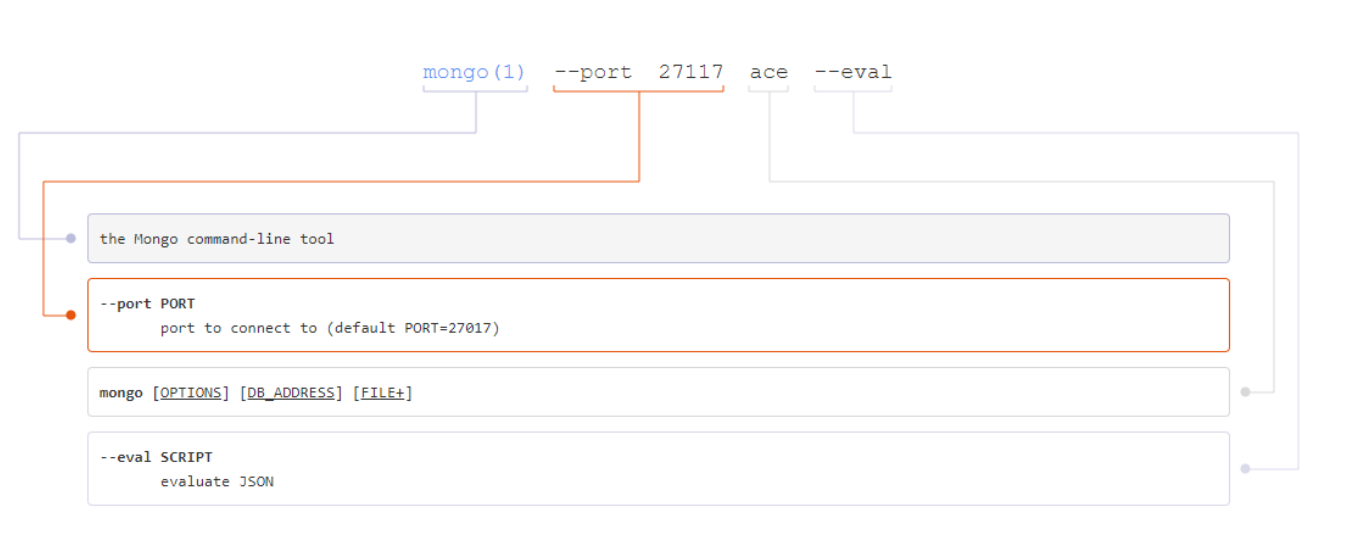 mongo(1) --port 27117 ace --eval
the Mongo command-line tool
--port PORT
port to connect to (default PORT=27017)
mongo [OPTIONS] [DB_ADDRESS] [FILE+]
--eval SCRIPT
evaluate JSON